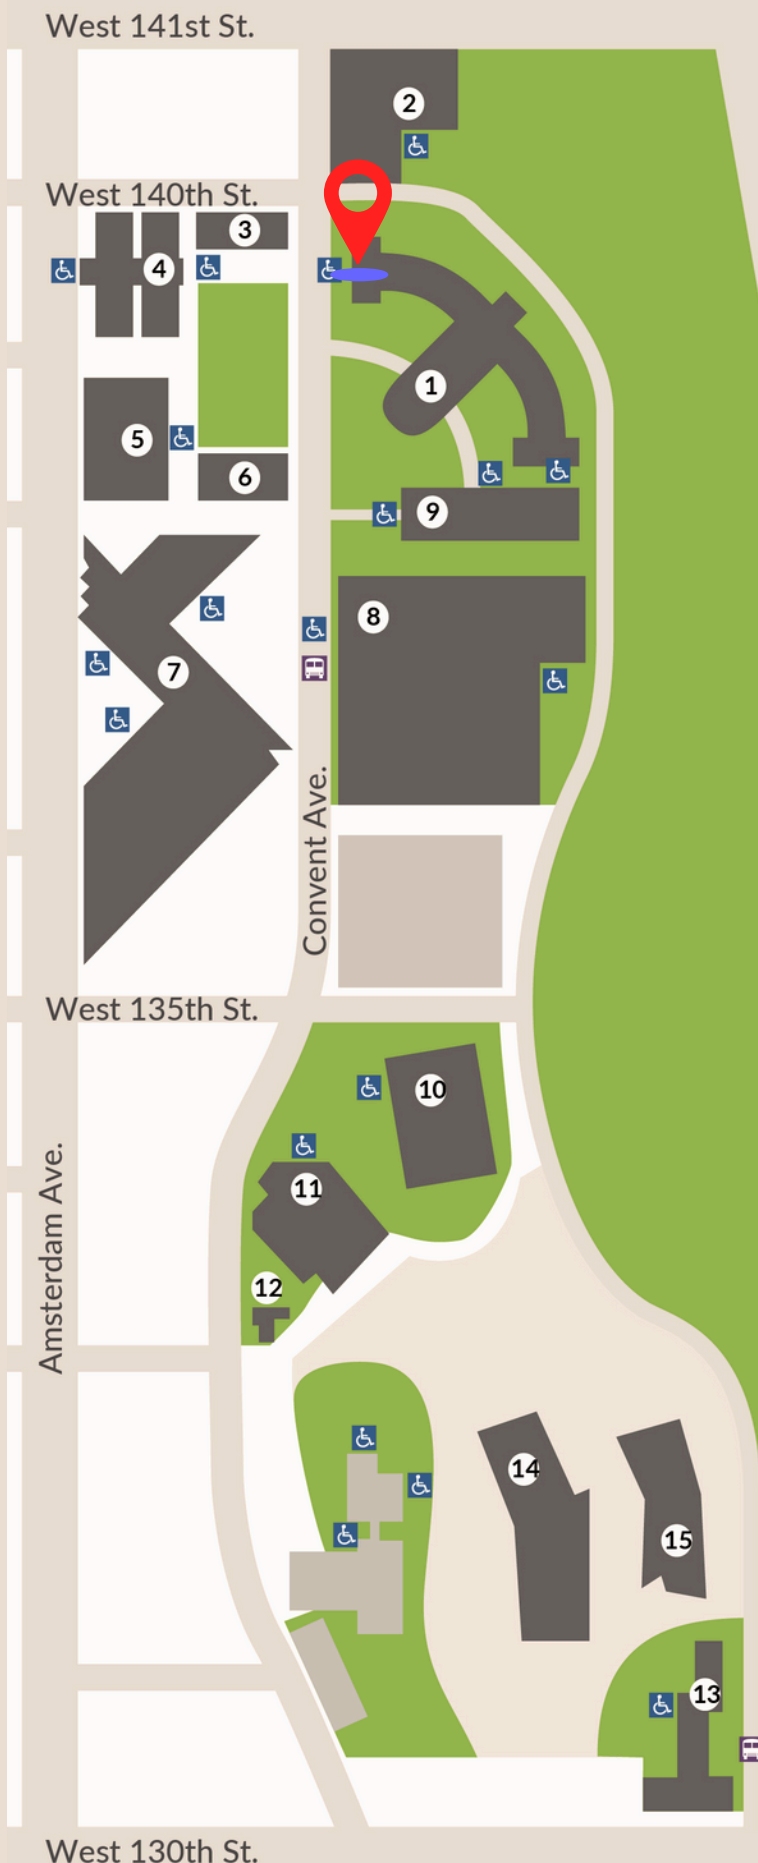 West 141st St.
2
West 140th St.
3
4
1
5
6
9
8
7
Convent Ave.
West 135th St.
10
Amsterdam Ave.
11
12
14
15
13
West 130th St.